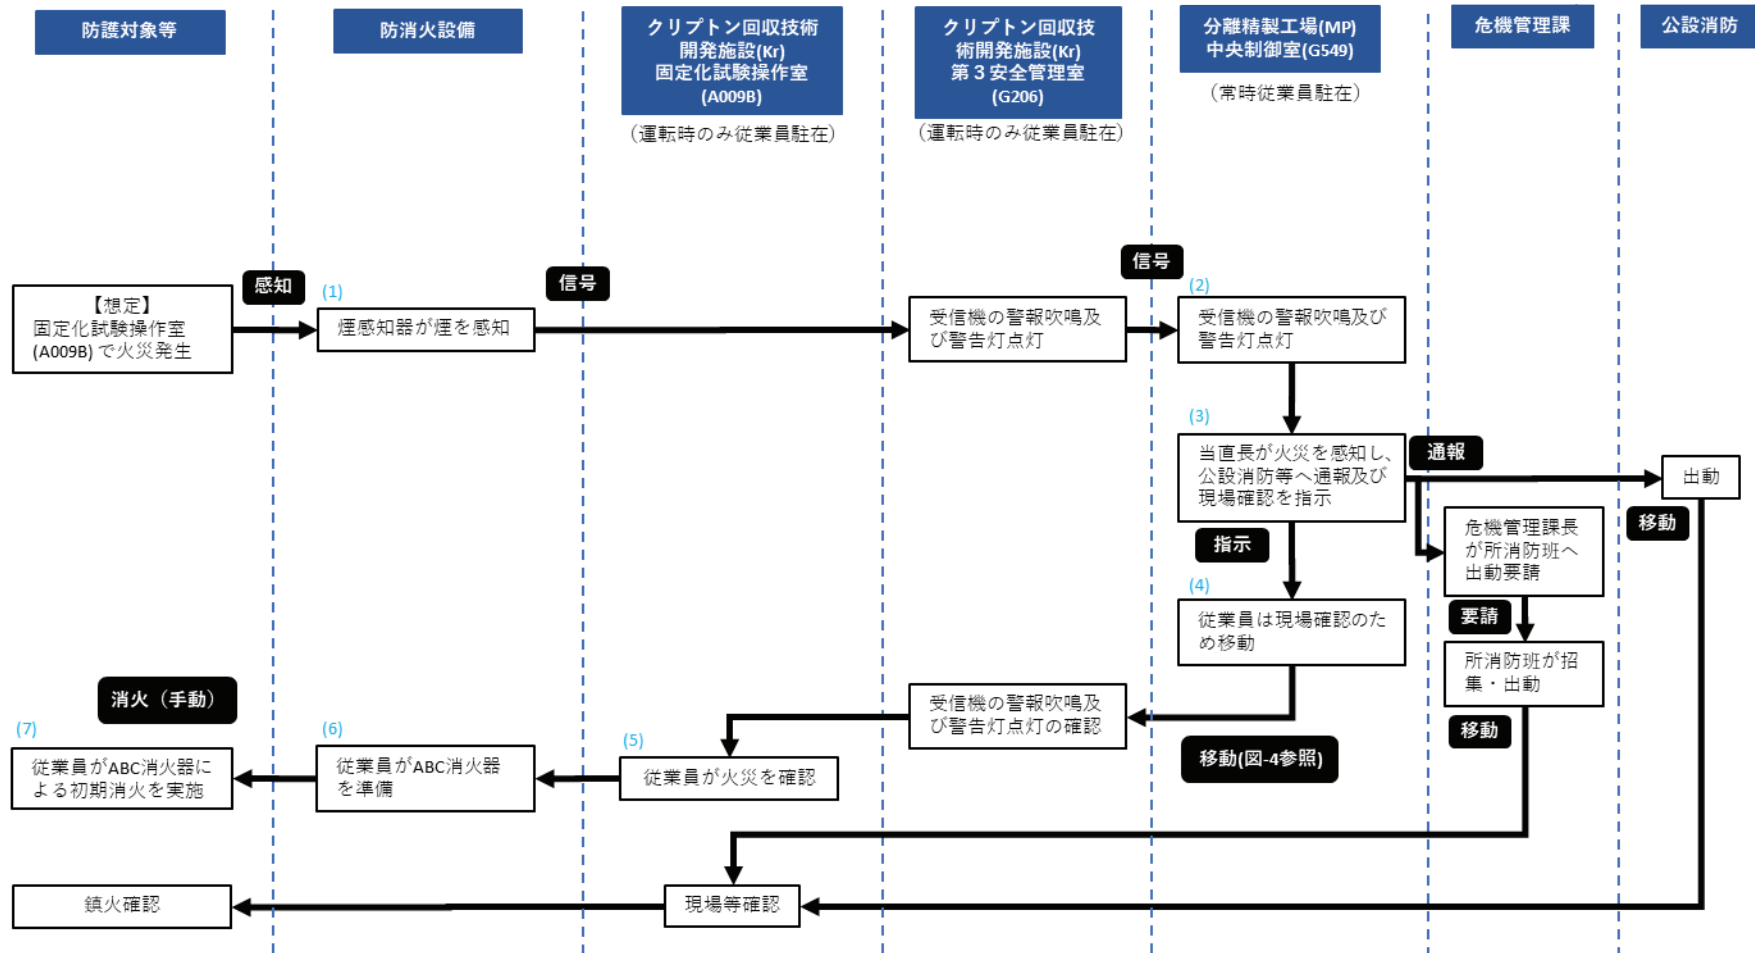 防護対象等
防消火設備
クリプトン回収技術
開発施設(Kr)
固定化試験操作室
(A009B)
(運転時のみ従業員駐在)
クリプトン回収技
術開発施設(Kr)
第３安全管理室
(G206)
(運転時のみ従業員駐在)
分離精製工場(MP)
中央制御室(G549)
(常時従業員駐在)
危機管理課
公設消防
【想定】
固定化試験操作室
(A009B) で火災発生
感知
(1)
煙感知器が煙を感知
信号
受信機の警報吹鳴及
び警告灯点灯
信号
(2)
受信機の警報吹鳴及び
警告灯点灯
(3)
当直長が火災を感知し、
公設消防等へ通報及び
現場確認を指示
通報
出動
移動
危機管理課長
が所消防班へ
出動要請
指示
(4)
従業員は現場確認のた
め移動
要請
所消防班が招
集・出動
移動
移動(図-4参照)
受信機の警報吹鳴及
び警告灯点灯の確認
(5)
従業員が火災を確認
(6)
従業員がABC消火器
を準備
消火（手動）
(7)
従業員がABC消火器に
よる初期消火を実施
現場等確認
鎮火確認